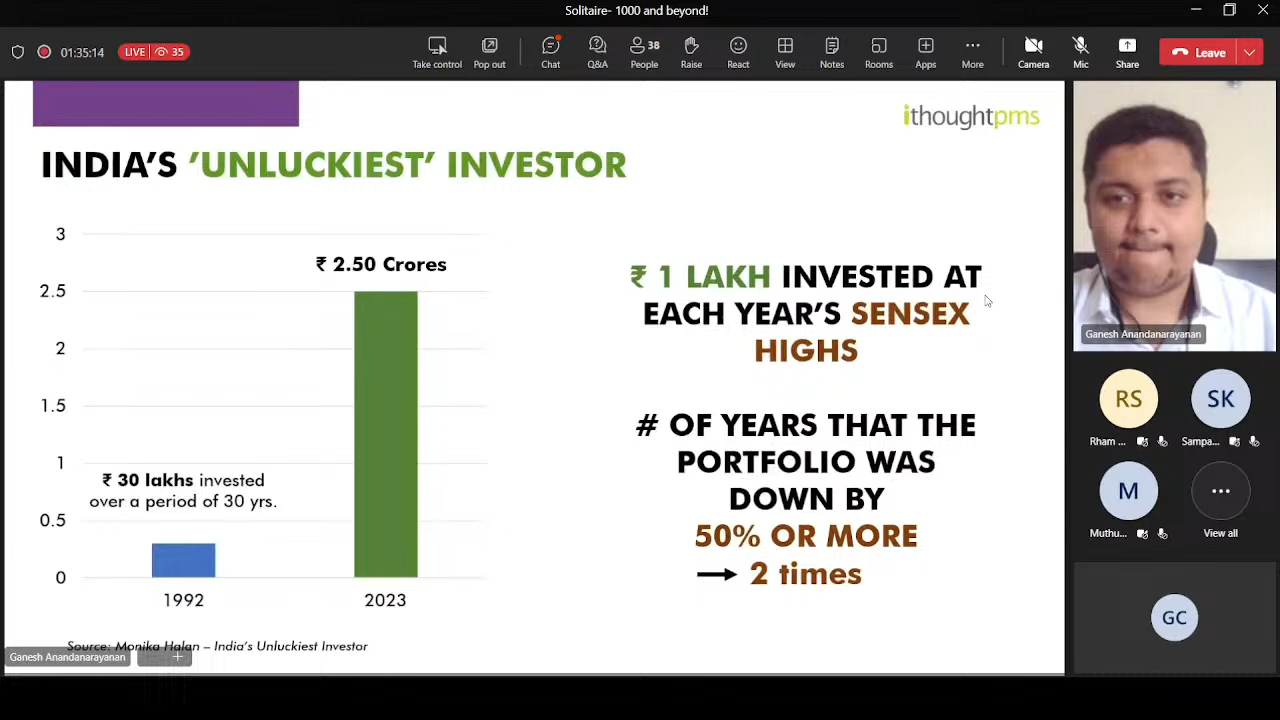 Solitaire- 1000 and beyond!
01:35:14
LIVE 35
Take control
Pop out
Chat
Q&A
38
People
Raise
React
View
Notes
Rooms
Apps
More
Camera
Mic
Share
Leave
ithoughtpms
INDIA'S 'UNLUCKIEST' INVESTOR
3
2.5
2
1.5
1
0.5
0
₹ 2.50 Crores
₹ 30 lakhs invested
over a period of 30 yrs.
1992
2023
Source: Monika Halan – India's Unluckiest Investor
₹ 1 LAKH INVESTED AT
EACH YEAR'S SENSEX
HIGHS
# OF YEARS THAT THE
PORTFOLIO WAS
DOWN BY
50% OR MORE
→ 2 times
Ganesh Anandanarayanan
Ganesh Anandanarayanan
RS
Rham ...
SK
Sampa...
M
Muthu...
View all
GC